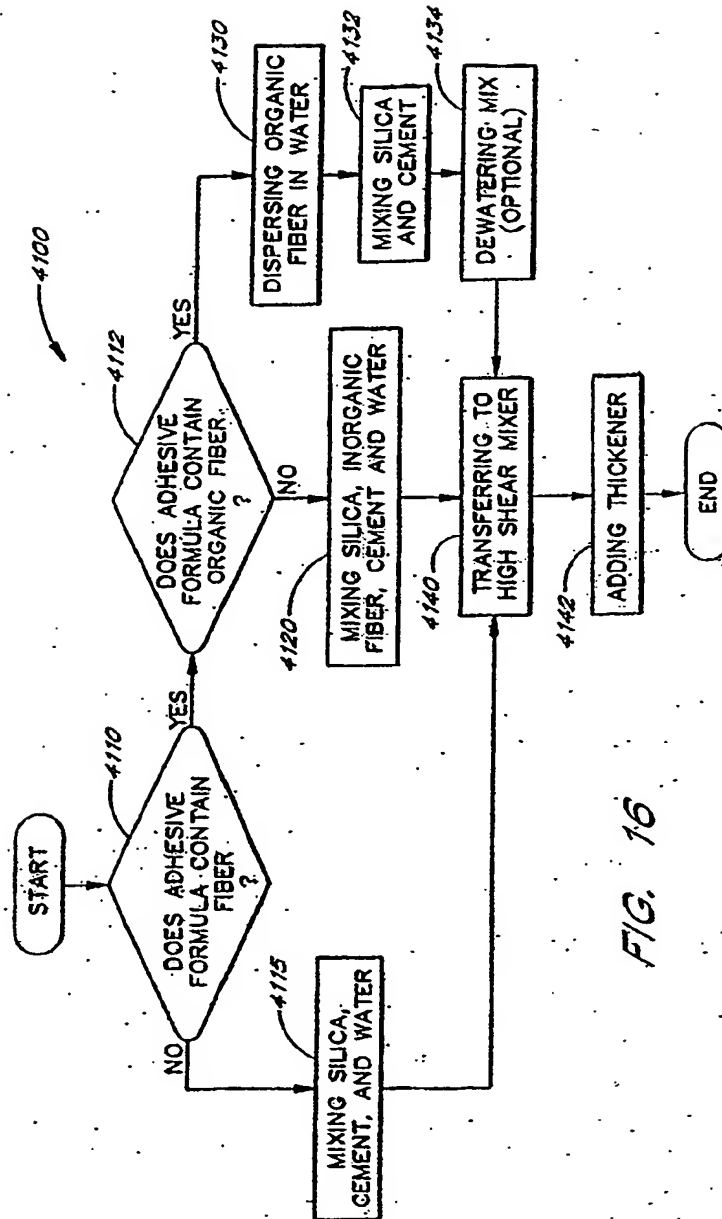 4100
START
4110
DOES ADHESIVE
FORMULA CONTAIN
FIBER
?
YES
NO
4112
DOES ADHESIVE
FORMULA CONTAIN
ORGANIC FIBER
?
YES
NO
4115
MIXING SILICA,
CEMENT, AND WATER
4120
MIXING SILICA, INORGANIC
FIBER, CEMENT AND WATER
4130
DISPERSING ORGANIC
FIBER IN WATER
4132
MIXING SILICA
AND CEMENT
4134
DEWATERING MIX
(OPTIONAL)
4140
TRANSFERRING TO
HIGH SHEAR MIXER
4142
ADDING THICKENER
END
FIG. 16